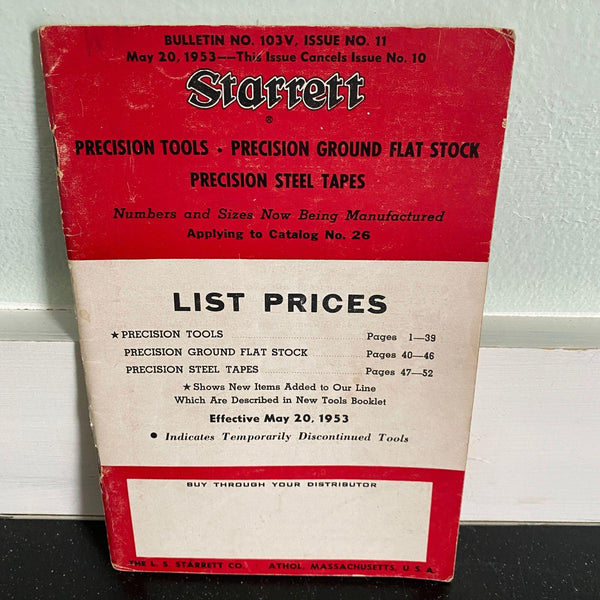 BULLETIN NO. 103V, ISSUE NO. 11
May 20, 1953—This Issue Cancels Issue No. 10
Starrett
®
PRECISION TOOLS • PRECISION GROUND FLAT STOCK
PRECISION STEEL TAPES
Numbers and Sizes Now Being Manufactured
Applying to Catalog No. 26
LIST PRICES
★ PRECISION TOOLS Pages 1—39
PRECISION GROUND FLAT STOCK Pages 40—46
PRECISION STEEL TAPES Pages 47—52
★ Shows New Items Added to Our Line
Which Are Described in New Tools Booklet
Effective May 20, 1953
● Indicates Temporarily Discontinued Tools
BUY THROUGH YOUR DISTRIBUTOR
THE L. S. STARRETT CO. ATHOL, MASSACHUSETTS, U. S. A.